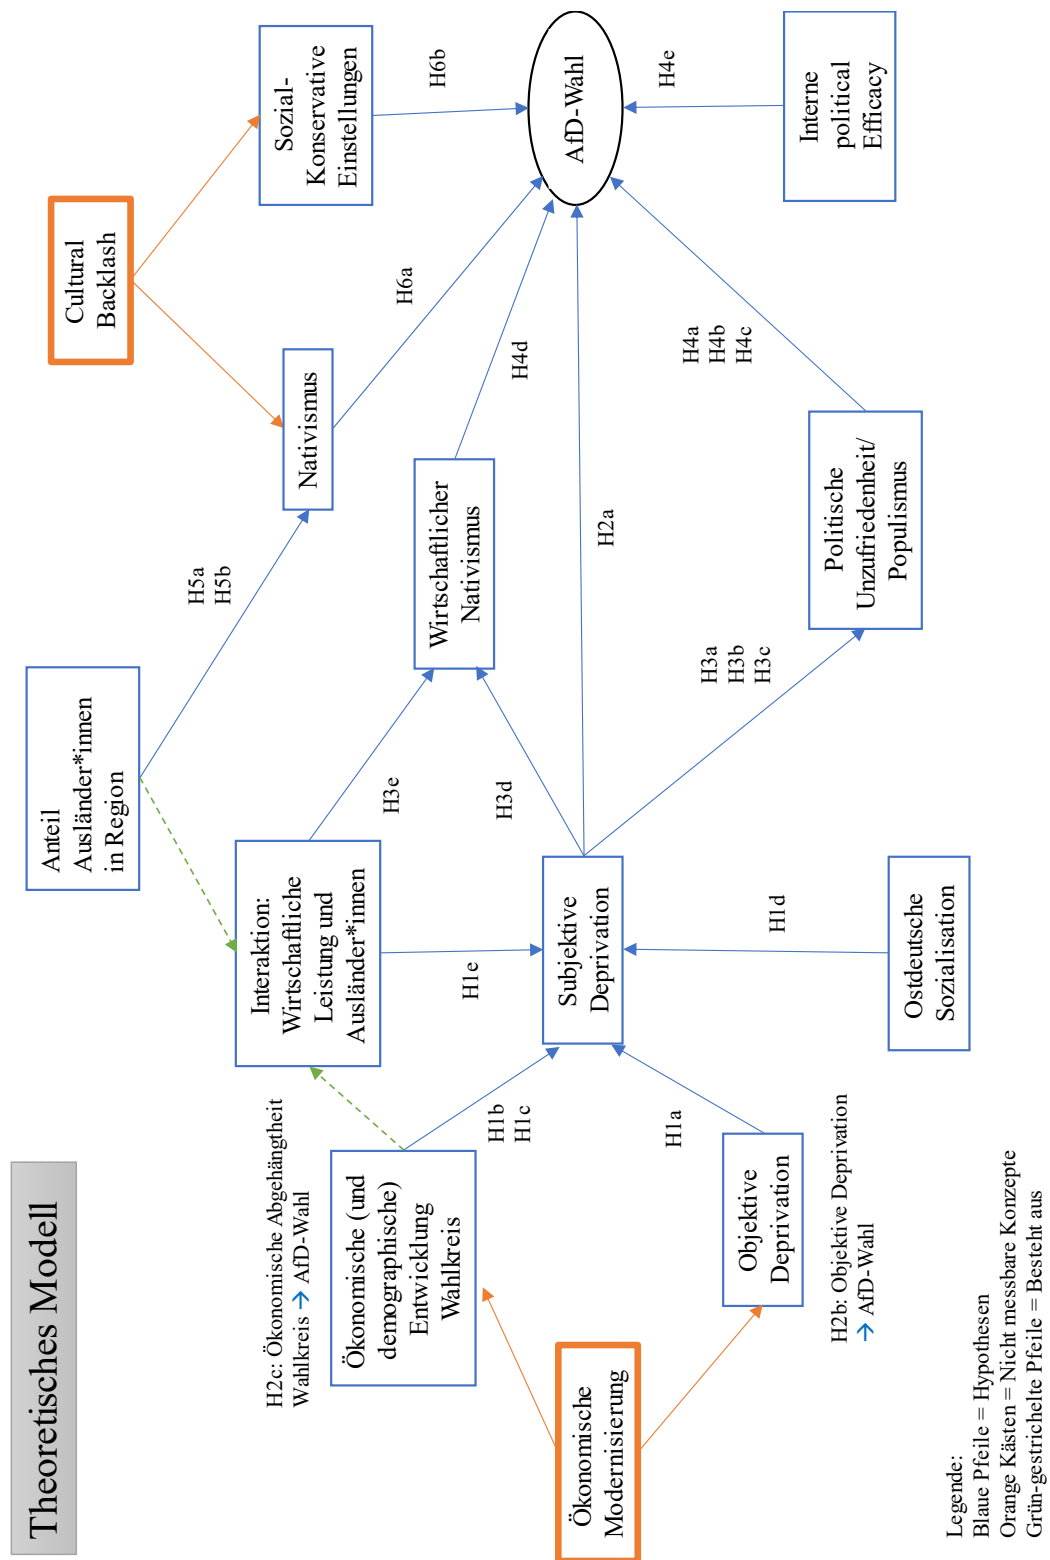 Theoretisches Modell
Cultural
Backlash
Anteil
Ausländer*innen
in Region
H5a
H5b
Nativismus
Sozial-
Konservative
Einstellungen
H6a
H6b
H2c: Ökonomische Abgehängtheit
Wahlkreis → AfD-Wahl
Interaktion:
Wirtschaftliche
Leistung und
Ausländer*innen
H3e
Wirtschaftlicher
Nativismus
H4d
Ökonomische (und
demographische)
Entwicklung
Wahlkreis
H1b
H1c
H1e
H3d
Ökonomische
Modernisierung
Subjektive
Deprivation
H2a
AfD-Wahl
H1a
H3a
H3b
H3c
H4a
H4b
H4c
H4e
Objektive
Deprivation
H1d
Politische
Unzufriedenheit/
Populismus
Interne
political
Efficacy
H2b: Objektive Deprivation
→ AfD-Wahl
Ostdeutsche
Sozialisation
Legende:
Blaue Pfeile = Hypothesen
Orange Kästen = Nicht messbare Konzepte
Grün-gestrichelte Pfeile = Besteht aus